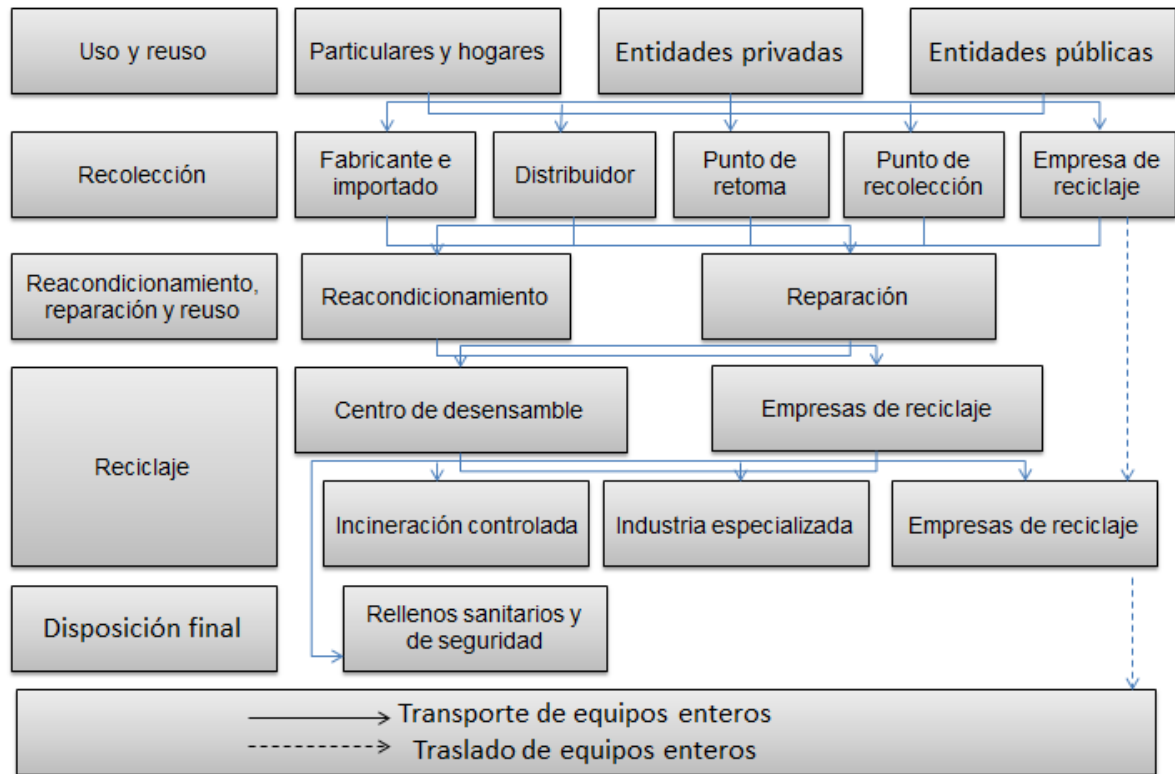 Uso y reuso
Particulares y hogares
Entidades privadas
Entidades públicas
Recolección
Fabricante e
importado
Distribuidor
Punto de
retoma
Punto de
recolección
Empresa de
reciclaje
Reacondicionamiento,
reparación y reuso
Reacondicionamiento
Reparación
Reciclaje
Centro de desensamble
Empresas de reciclaje
Incineración controlada
Industria especializada
Empresas de reciclaje
Disposición final
Rellenos sanitarios y
de seguridad
Transporte de equipos enteros
Traslado de equipos enteros